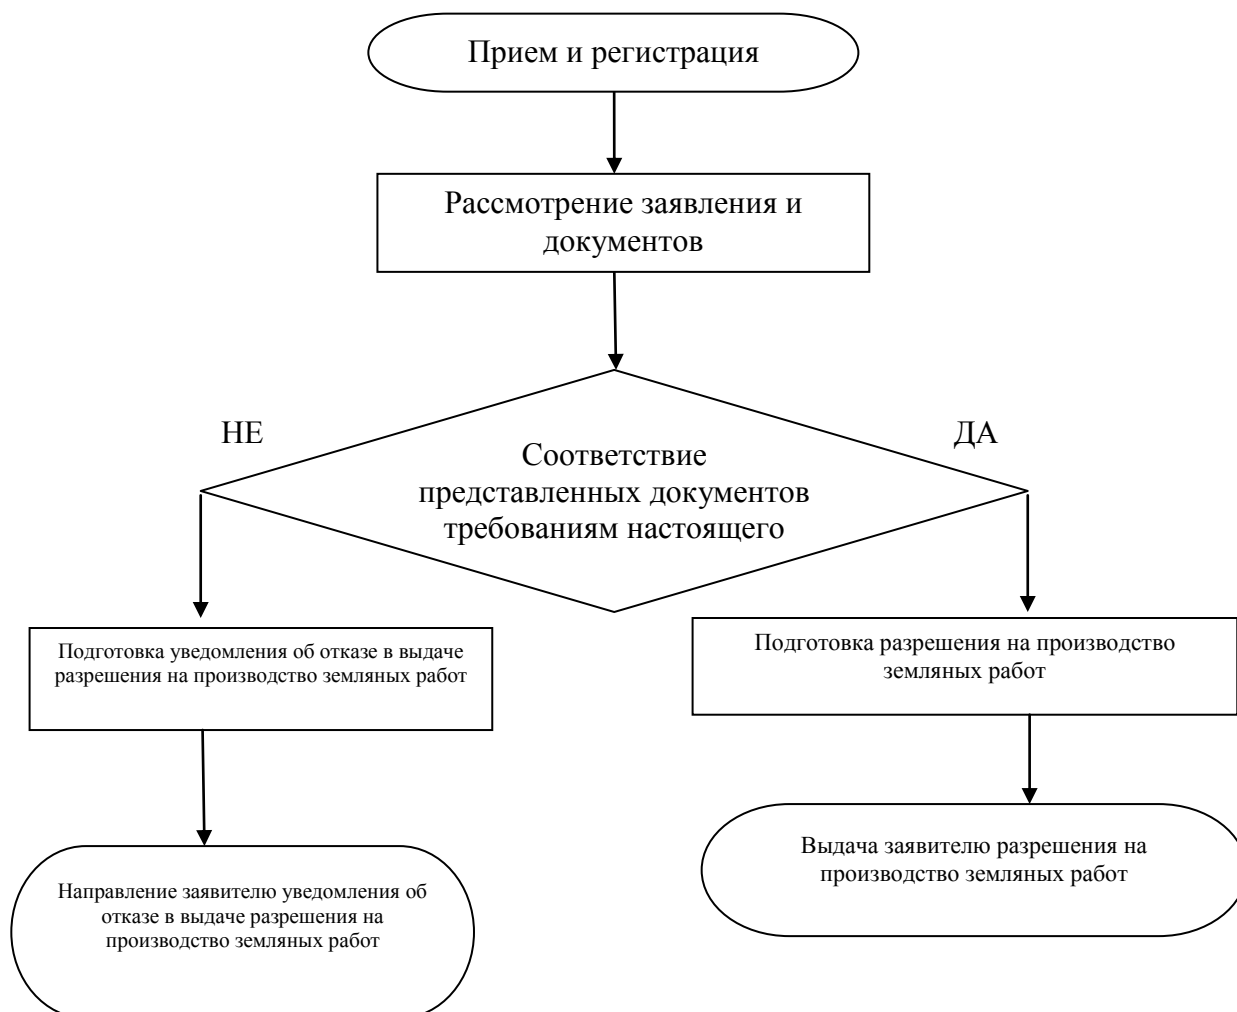 Прием и регистрация
Рассмотрение заявления и
документов
НЕ
ДА
Соответствие
представленных документов
требованиям настоящего
Подготовка уведомления об отказе в выдаче
разрешения на производство земляных работ
Подготовка разрешения на производство
земляных работ
Направление заявителю уведомления об
отказе в выдаче разрешения на
производство земляных работ
Выдача заявителю разрешения на
производство земляных работ